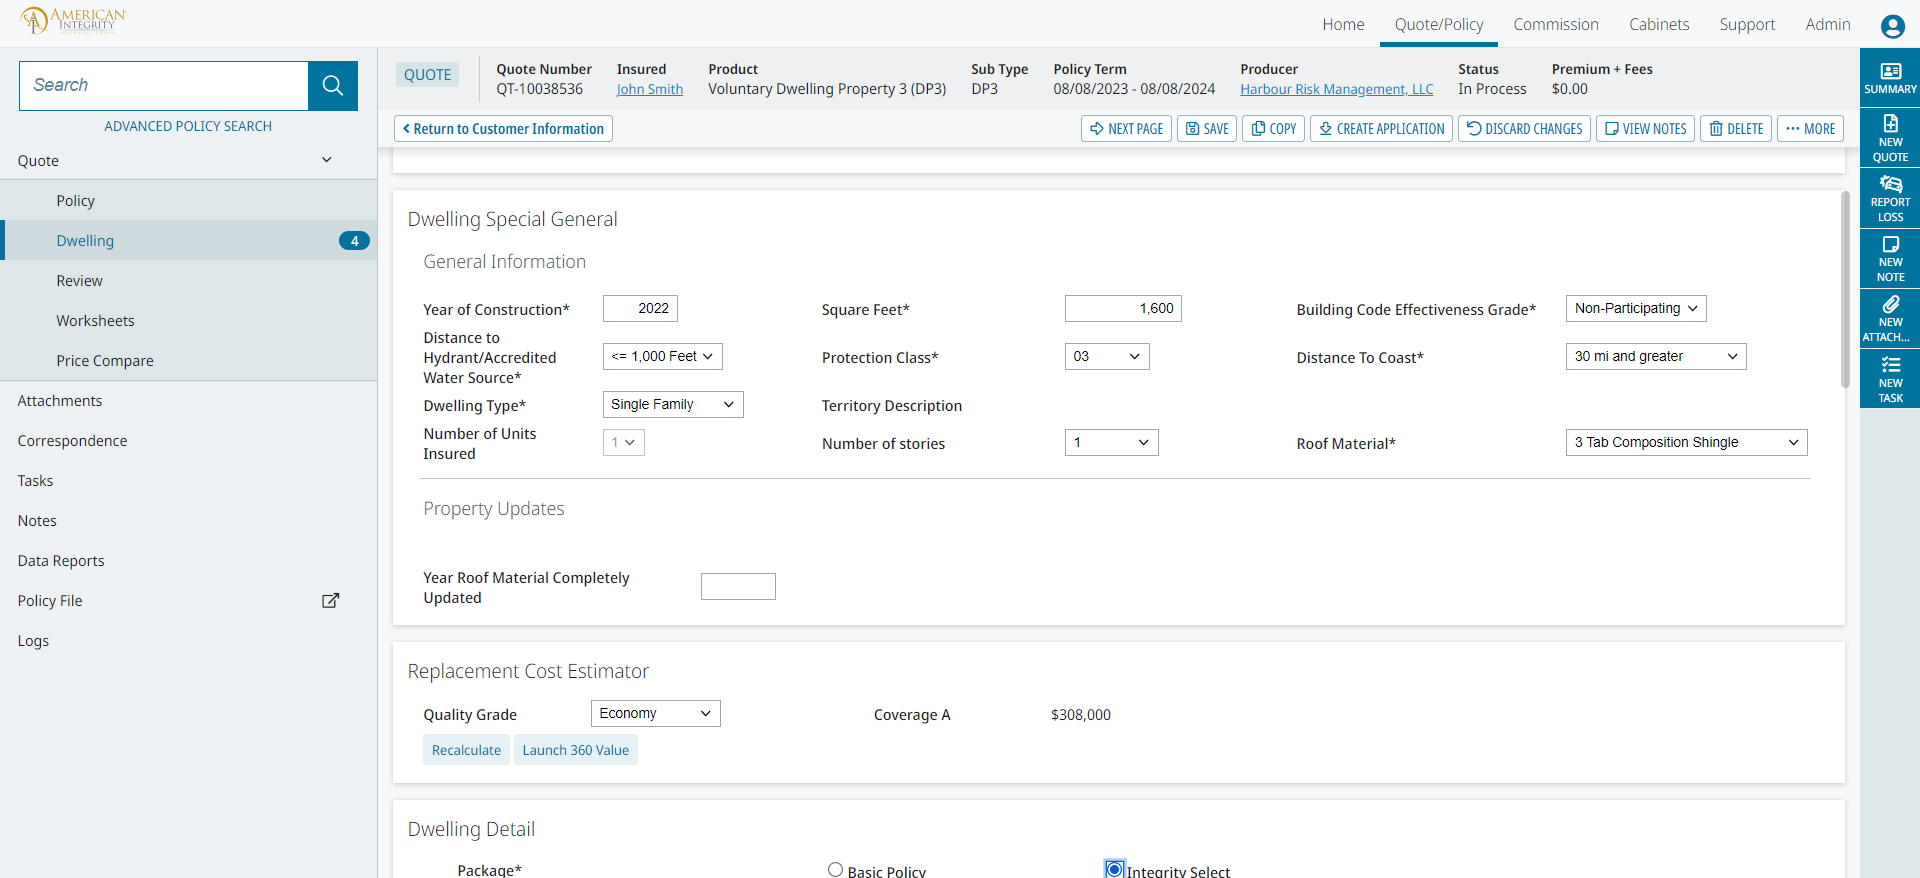 AMERICAN
INTEGRITY
Home Quote/Policy Commission Cabinets Support Admin
Search
ADVANCED POLICY SEARCH
Quote
Policy
Dwelling 4
Review
Worksheets
Price Compare
Attachments
Correspondence
Tasks
Notes
Data Reports
Policy File
Logs
QUOTE
Quote Number Insured Product Sub Type Policy Term Producer Status Premium + Fees
QT-10038536 John Smith Voluntary Dwelling Property 3 (DP3) DP3 08/08/2023 - 08/08/2024 Harbour Risk Management, LLC In Process $0.00
Return to Customer Information NEXT PAGE SAVE COPY CREATE APPLICATION DISCARD CHANGES VIEW NOTES DELETE MORE
Dwelling Special General
General Information
Year of Construction* 2022 Square Feet* 1,600 Building Code Effectiveness Grade* Non-Participating
Distance to
Hydrant/Accredited <= 1,000 Feet Protection Class* 03 Distance To Coast* 30 mi and greater
Water Source*
Dwelling Type* Single Family Territory Description
Number of Units
Insured 1 Number of stories 1 Roof Material* 3 Tab Composition Shingle
Property Updates
Year Roof Material Completely
Updated
Replacement Cost Estimator
Quality Grade Economy Coverage A $308,000
Recalculate Launch 360 Value
Dwelling Detail
Package* Basic Policy Integrity Select
SUMMARY
NEW
QUOTE
REPORT
LOSS
NEW
NOTE
NEW
ATTACH...
NEW
TASK